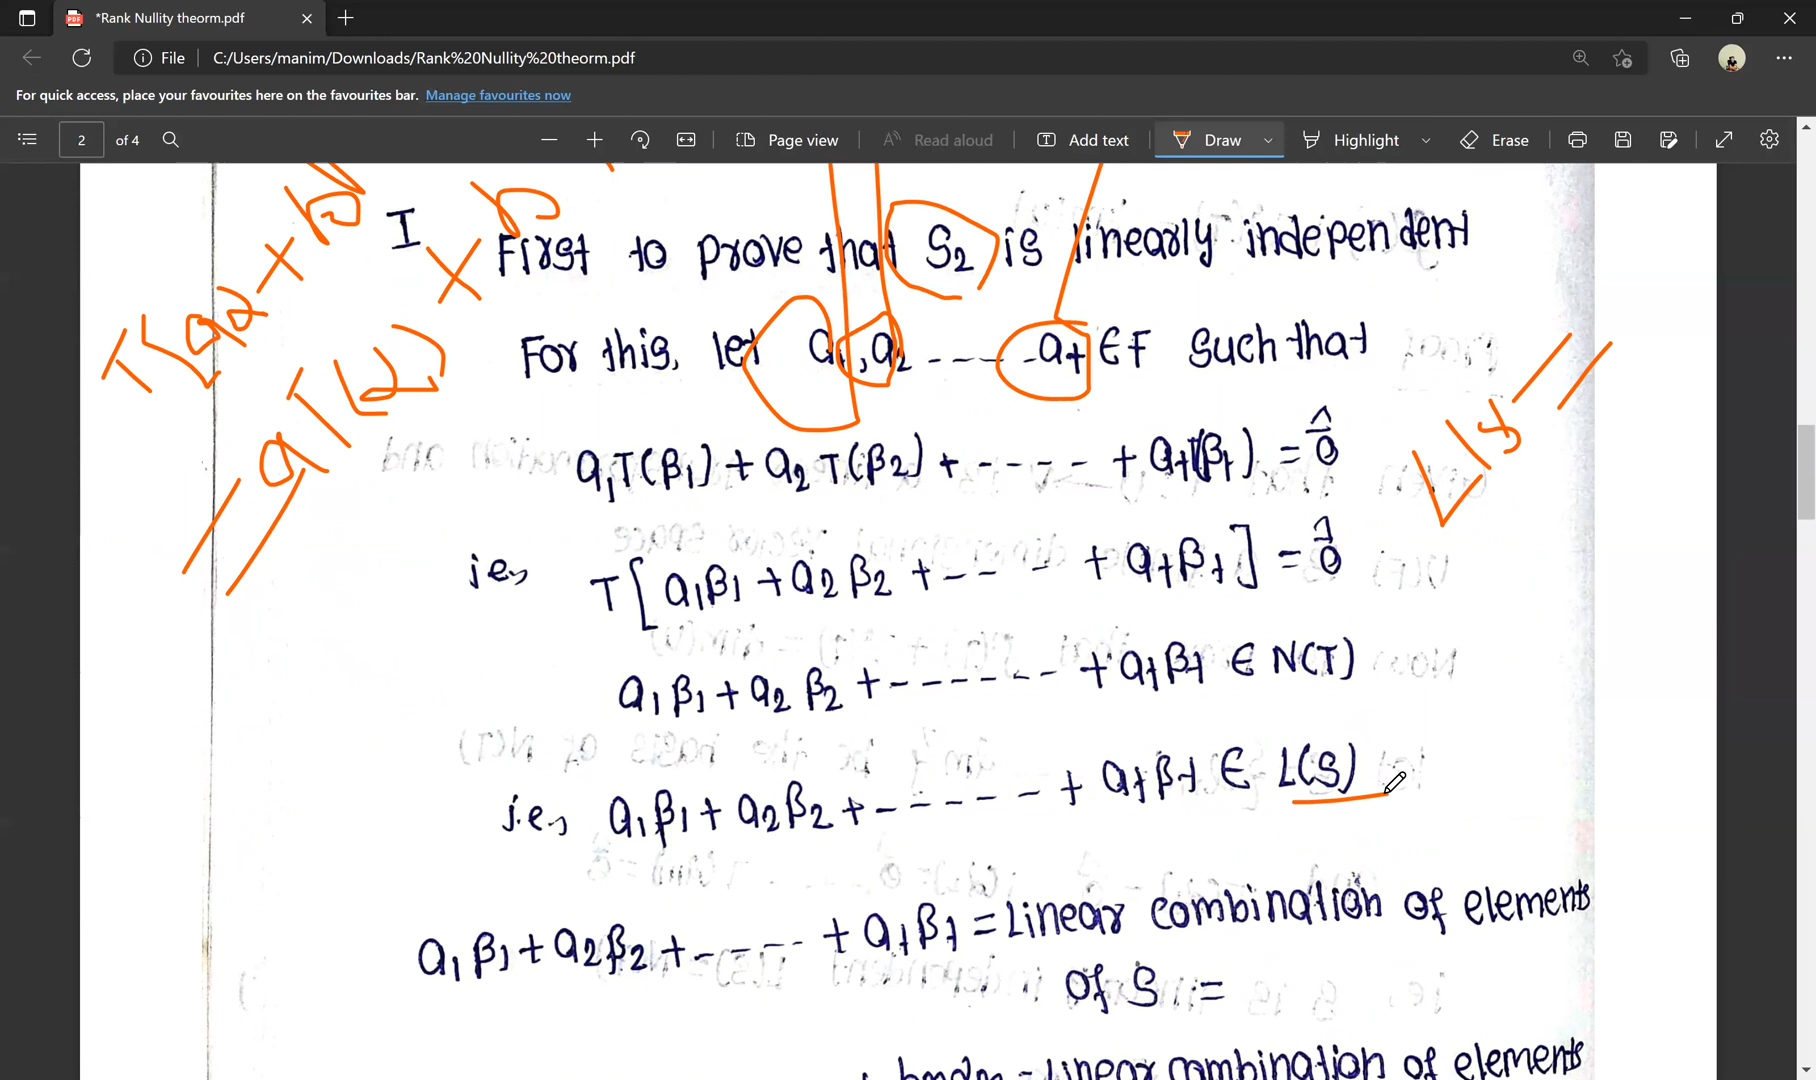 *Rank Nullity theorm.pdf
File C:/Users/manim/Downloads/Rank%20Nullity%20theorm.pdf
For quick access, place your favourites here on the favourites bar. Manage favourites now
2 of 4 Page view Read aloud Add text Draw Highlight Erase
I First to prove that S₂ is linearly independent
For this, let a₁, a₂ ----- aₜ ∈ F such that
a₁T(β₁) + a₂ T(β₂) + ---- + aₜT(βₜ) = 0̂
ie, T[a₁β₁ + a₂β₂ + -- - + aₜβₜ] = 0̂
a₁β₁ + a₂β₂ + ------- + aₜβₜ ∈ N(T)
i.e, a₁β₁ + a₂β₂ + ------ + aₜβₜ ∈ L(S)
a₁β₁ + a₂β₂ + ---- + aₜβₜ = Linear combination of elements
of S =
= Linear combination of elements